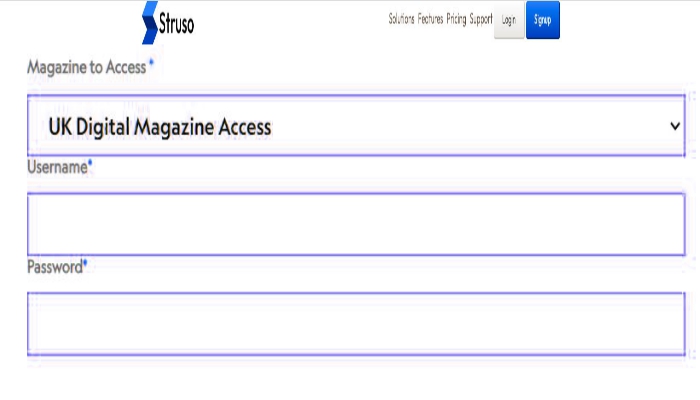 Struso
Solutions Features Pricing Support Login Signup
Magazine to Access *
UK Digital Magazine Access
Username*
Password*